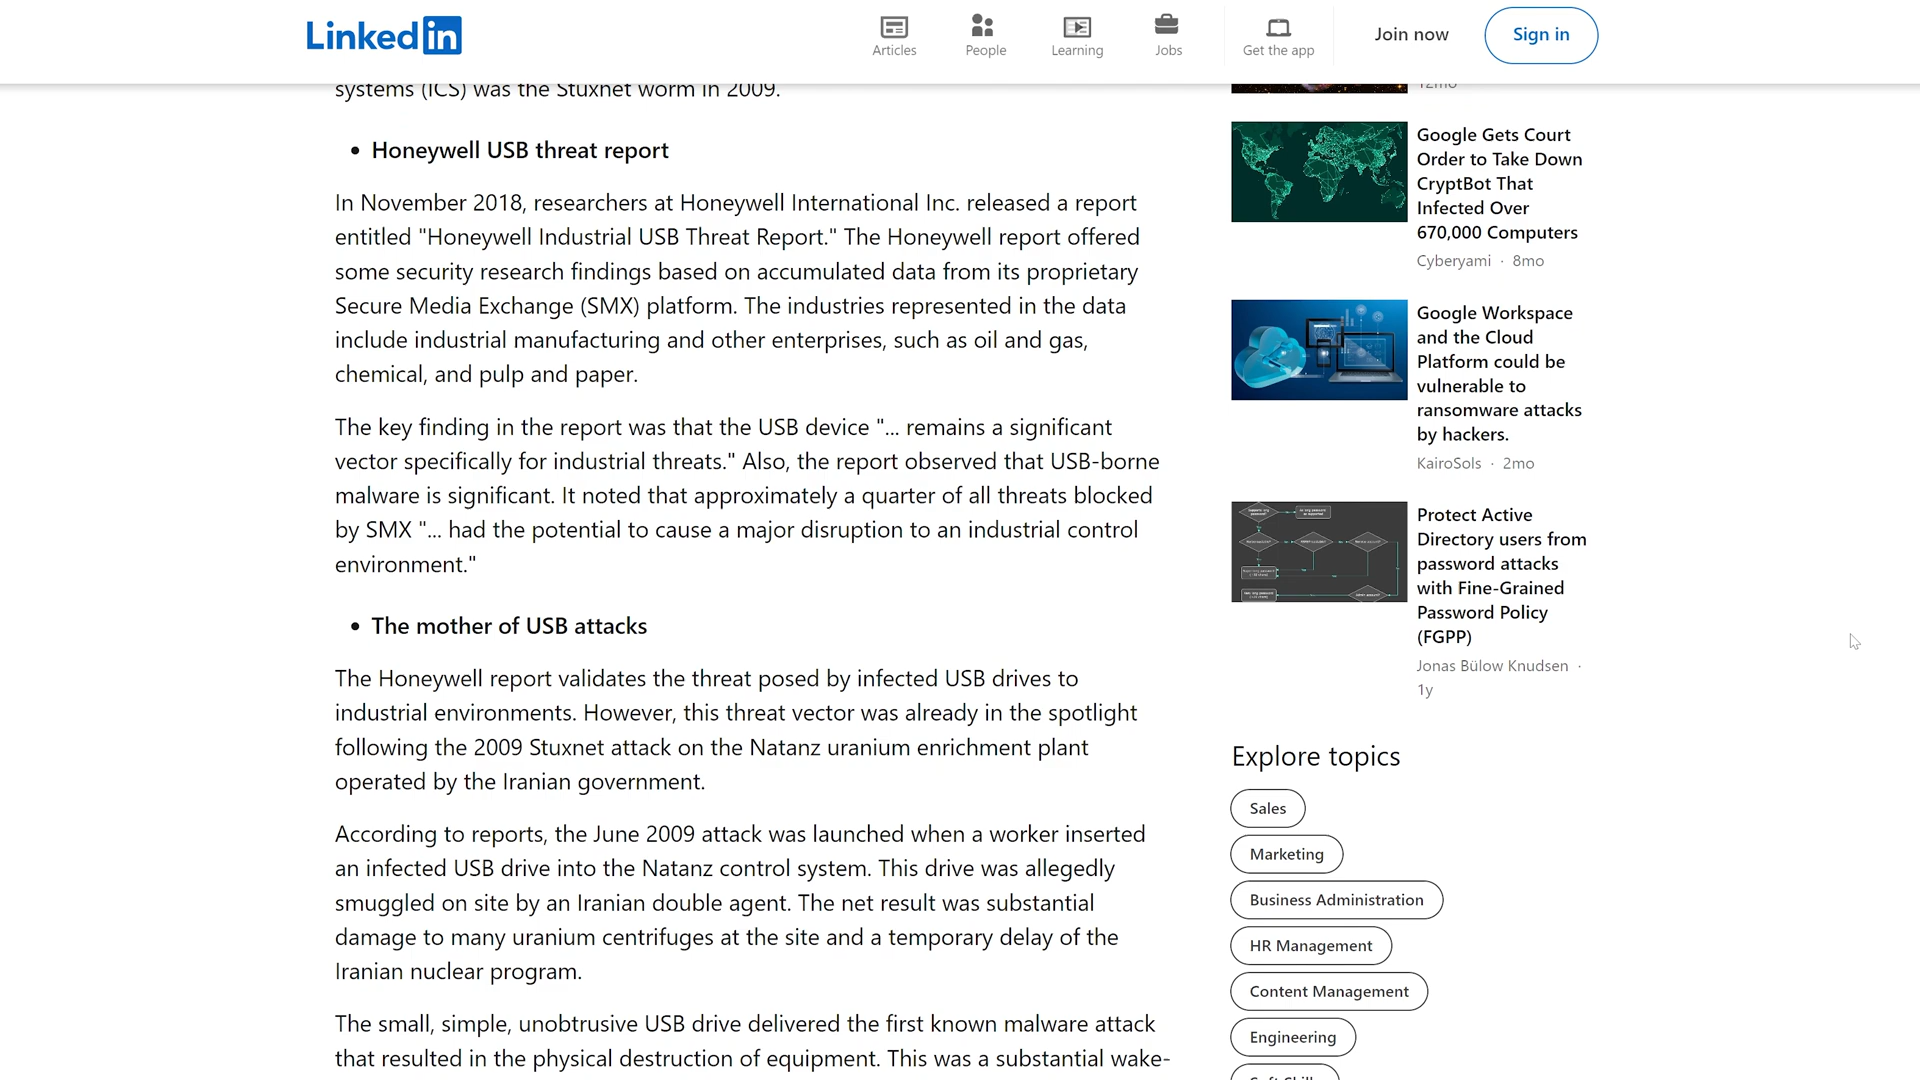 Linked in
Articles
People
Learning
Jobs
Get the app
Join now
Sign in
systems (ICS) was the Stuxnet worm in 2009.
• Honeywell USB threat report
In November 2018, researchers at Honeywell International Inc. released a report
entitled "Honeywell Industrial USB Threat Report." The Honeywell report offered
some security research findings based on accumulated data from its proprietary
Secure Media Exchange (SMX) platform. The industries represented in the data
include industrial manufacturing and other enterprises, such as oil and gas,
chemical, and pulp and paper.
The key finding in the report was that the USB device "... remains a significant
vector specifically for industrial threats." Also, the report observed that USB-borne
malware is significant. It noted that approximately a quarter of all threats blocked
by SMX "... had the potential to cause a major disruption to an industrial control
environment."
• The mother of USB attacks
The Honeywell report validates the threat posed by infected USB drives to
industrial environments. However, this threat vector was already in the spotlight
following the 2009 Stuxnet attack on the Natanz uranium enrichment plant
operated by the Iranian government.
According to reports, the June 2009 attack was launched when a worker inserted
an infected USB drive into the Natanz control system. This drive was allegedly
smuggled on site by an Iranian double agent. The net result was substantial
damage to many uranium centrifuges at the site and a temporary delay of the
Iranian nuclear program.
The small, simple, unobtrusive USB drive delivered the first known malware attack
that resulted in the physical destruction of equipment. This was a substantial wake-
12mo
Google Gets Court
Order to Take Down
CryptBot That
Infected Over
670,000 Computers
Cyberyami · 8mo
Google Workspace
and the Cloud
Platform could be
vulnerable to
ransomware attacks
by hackers.
KairoSols · 2mo
Protect Active
Directory users from
password attacks
with Fine-Grained
Password Policy
(FGPP)
Jonas Bülow Knudsen ·
1y
Explore topics
Sales
Marketing
Business Administration
HR Management
Content Management
Engineering